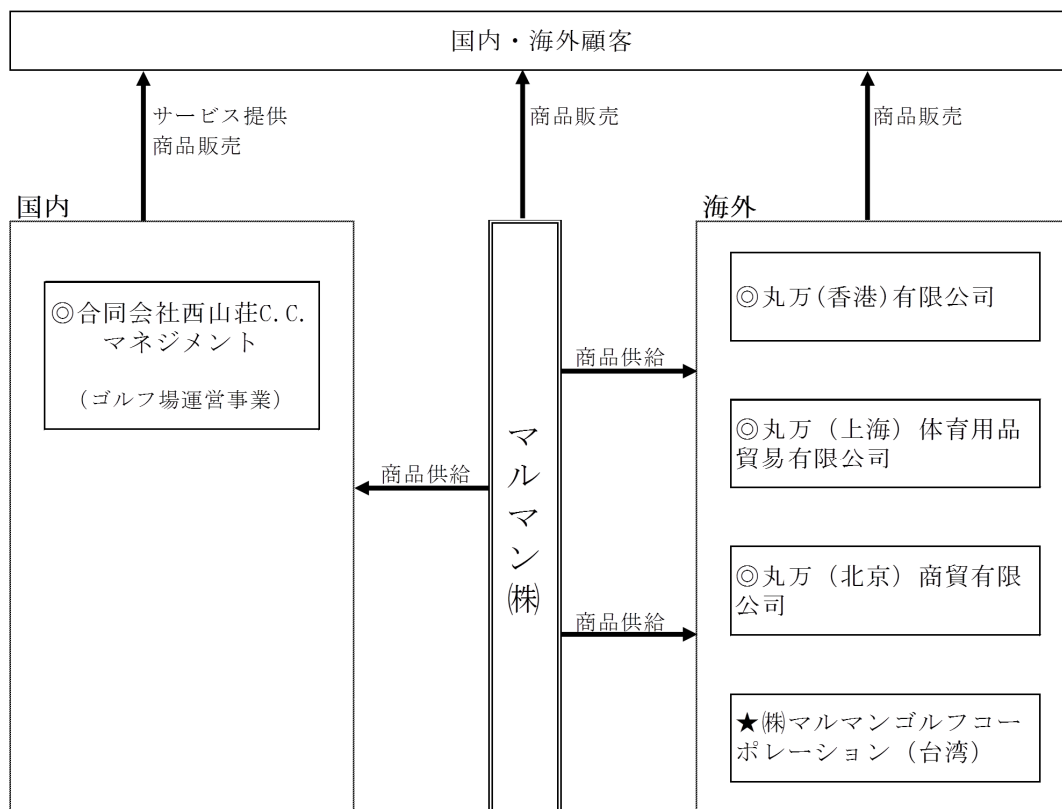 国内・海外顧客
サービス提供
商品販売
商品販売
商品販売
国内
海外
◎合同会社西山荘C.C.
マネジメント
(ゴルフ場運営事業)
商品供給
マルマン㈱
商品供給
商品供給
◎丸万(香港)有限公司
◎丸万(上海)体育用品
貿易有限公司
◎丸万(北京)商貿有限
公司
★㈱マルマンゴルフコー
ポレーション(台湾)